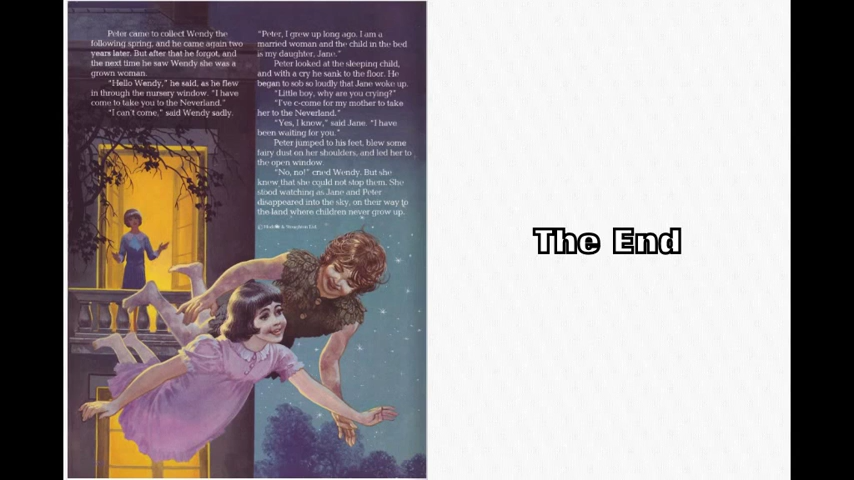 Peter came to collect Wendy the
following spring, and he came again two
years later. But after that he forgot, and
the next time he saw Wendy she was a
grown woman.
“Hello Wendy,” he said, as he flew
in through the nursery window. “I have
come to take you to the Neverland.”
“I can't come,” said Wendy sadly.
“Peter, I grew up long ago. I am a
married woman and the child in the bed
is my daughter, Jane.”
Peter looked at the sleeping child,
and with a cry he sank to the floor. He
began to sob so loudly that Jane woke up.
“Little boy, why are you crying?”
“I've c-come for my mother to take
her to the Neverland.”
“Yes, I know,” said Jane. “I have
been waiting for you.”
Peter jumped to his feet, blew some
fairy dust on her shoulders, and led her to
the open window.
“No, no!” cried Wendy. But she
knew that she could not stop them. She
stood watching as Jane and Peter
disappeared into the sky, on their way to
the land where children never grow up.
The End